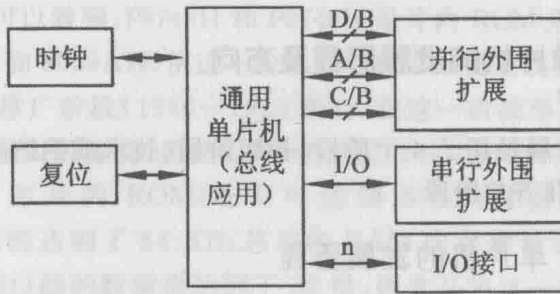 时钟
复位
通用
单片机
(总线
应用)
D/B
A/B
C/B
I/O
n
并行外围
扩展
串行外围
扩展
I/O接口